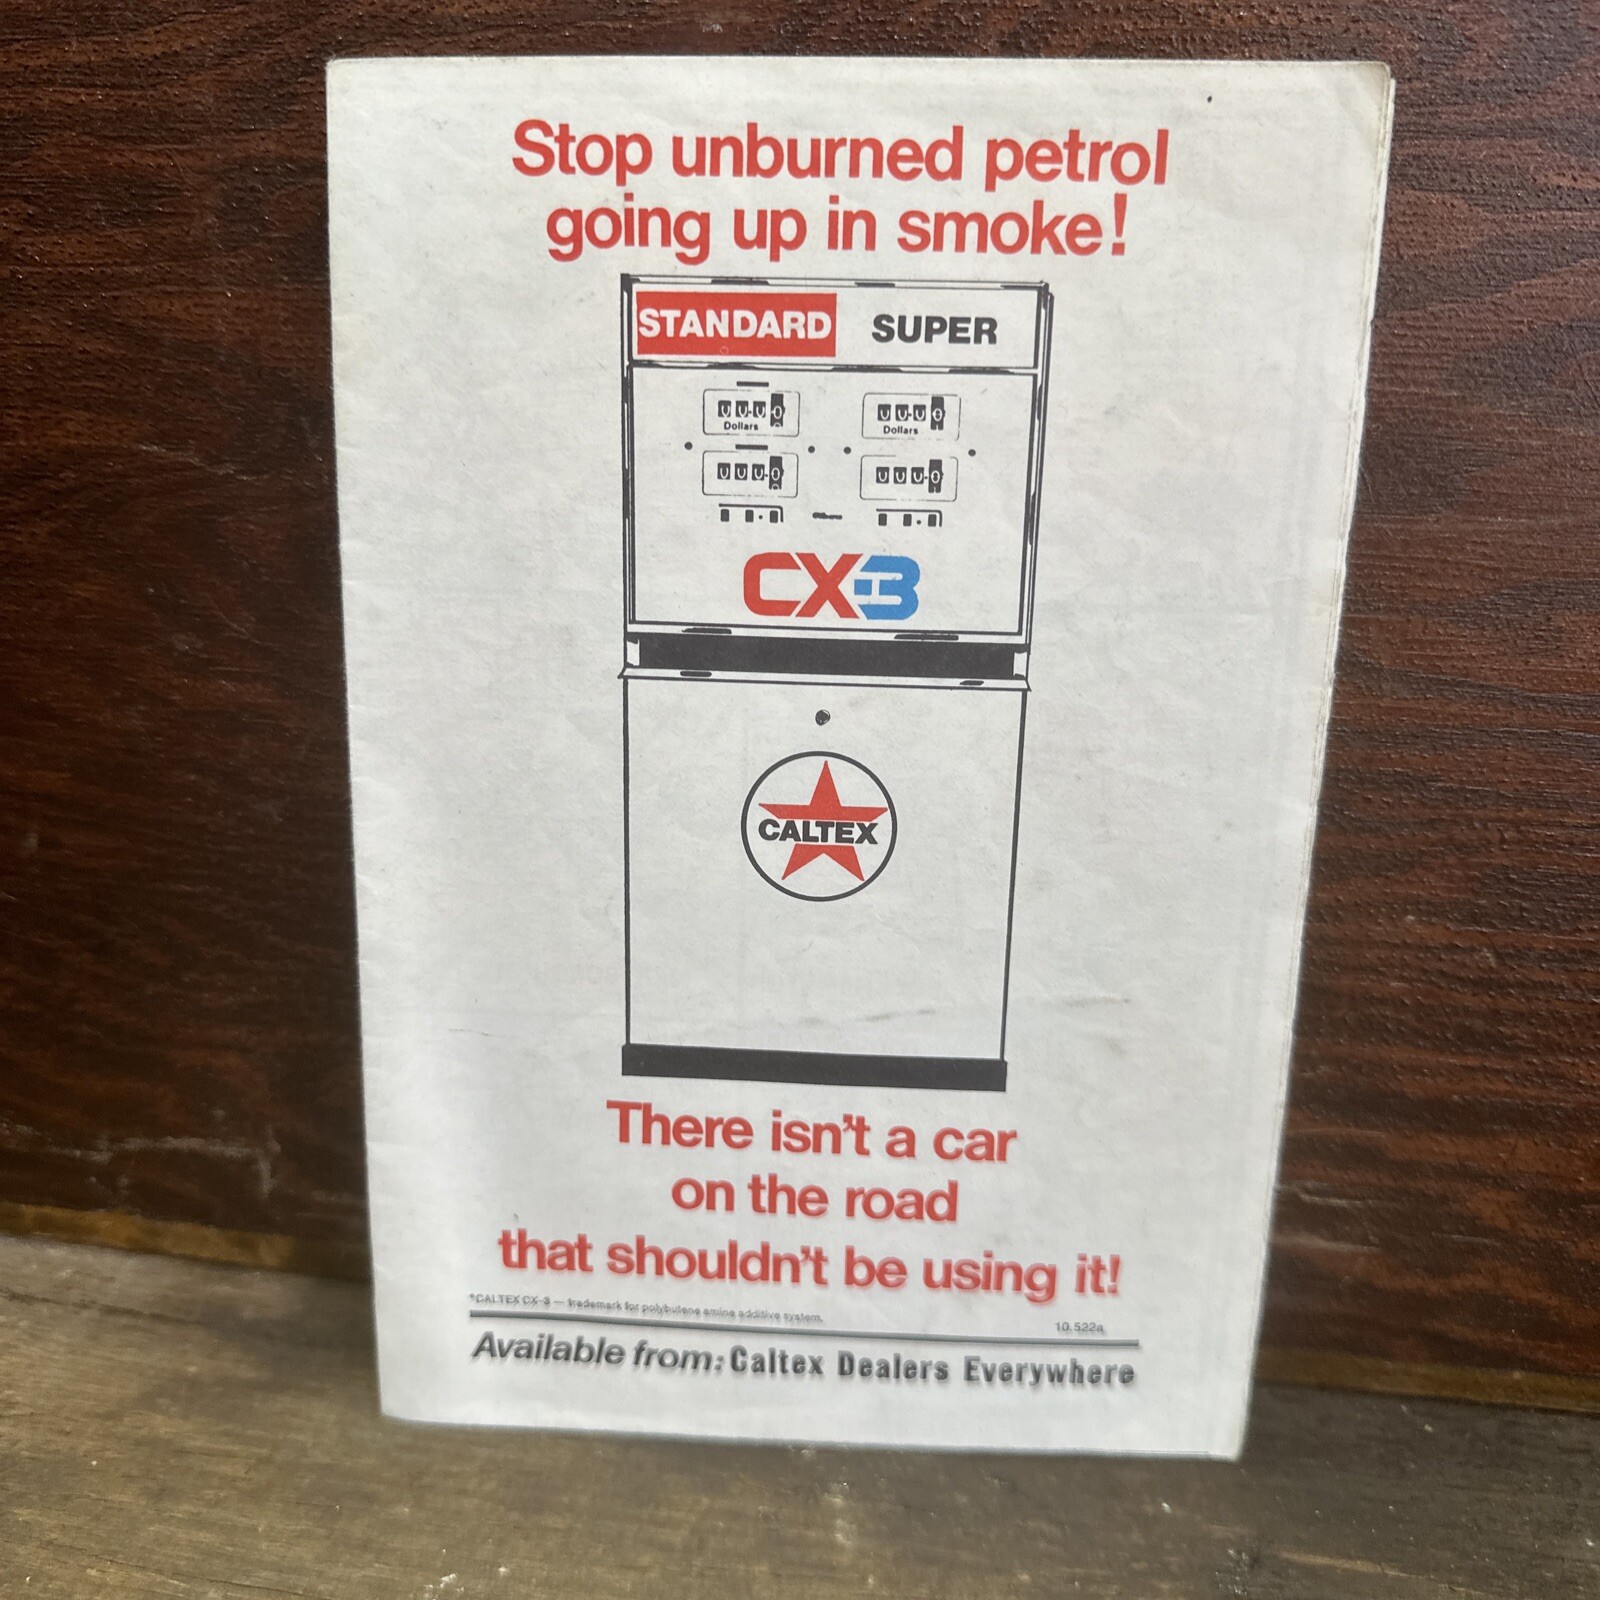 Stop unburned petrol
going up in smoke!
STANDARD SUPER
Dollars Dollars
CX-3
CALTEX
There isn't a car
on the road
that shouldn't be using it!
*CALTEX CX-3 — trademark for polybutene amine additive system.
10.522a
Available from: Caltex Dealers Everywhere